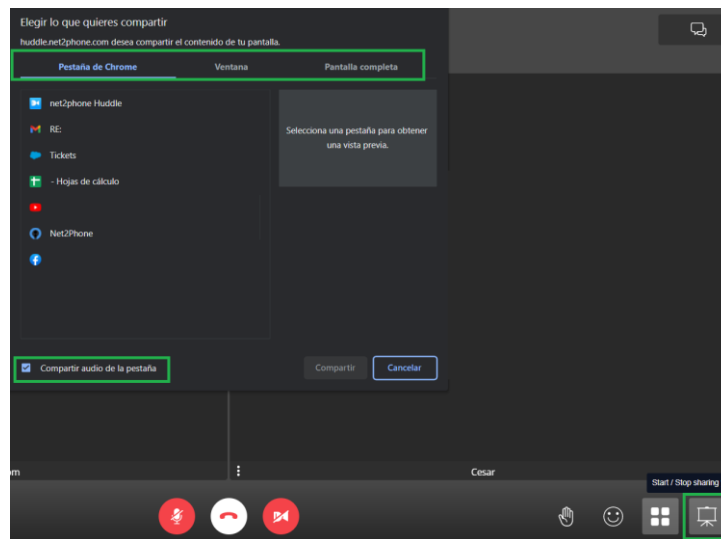 Elegir lo que quieres compartir
huddle.net2phone.com desea compartir el contenido de tu pantalla.
Pestaña de Chrome
Ventana
Pantalla completa
net2phone Huddle
RE:
Tickets
- Hojas de cálculo
Net2Phone
Selecciona una pestaña para obtener
una vista previa.
Compartir audio de la pestaña
Compartir
Cancelar
om
Cesar
Start / Stop sharing